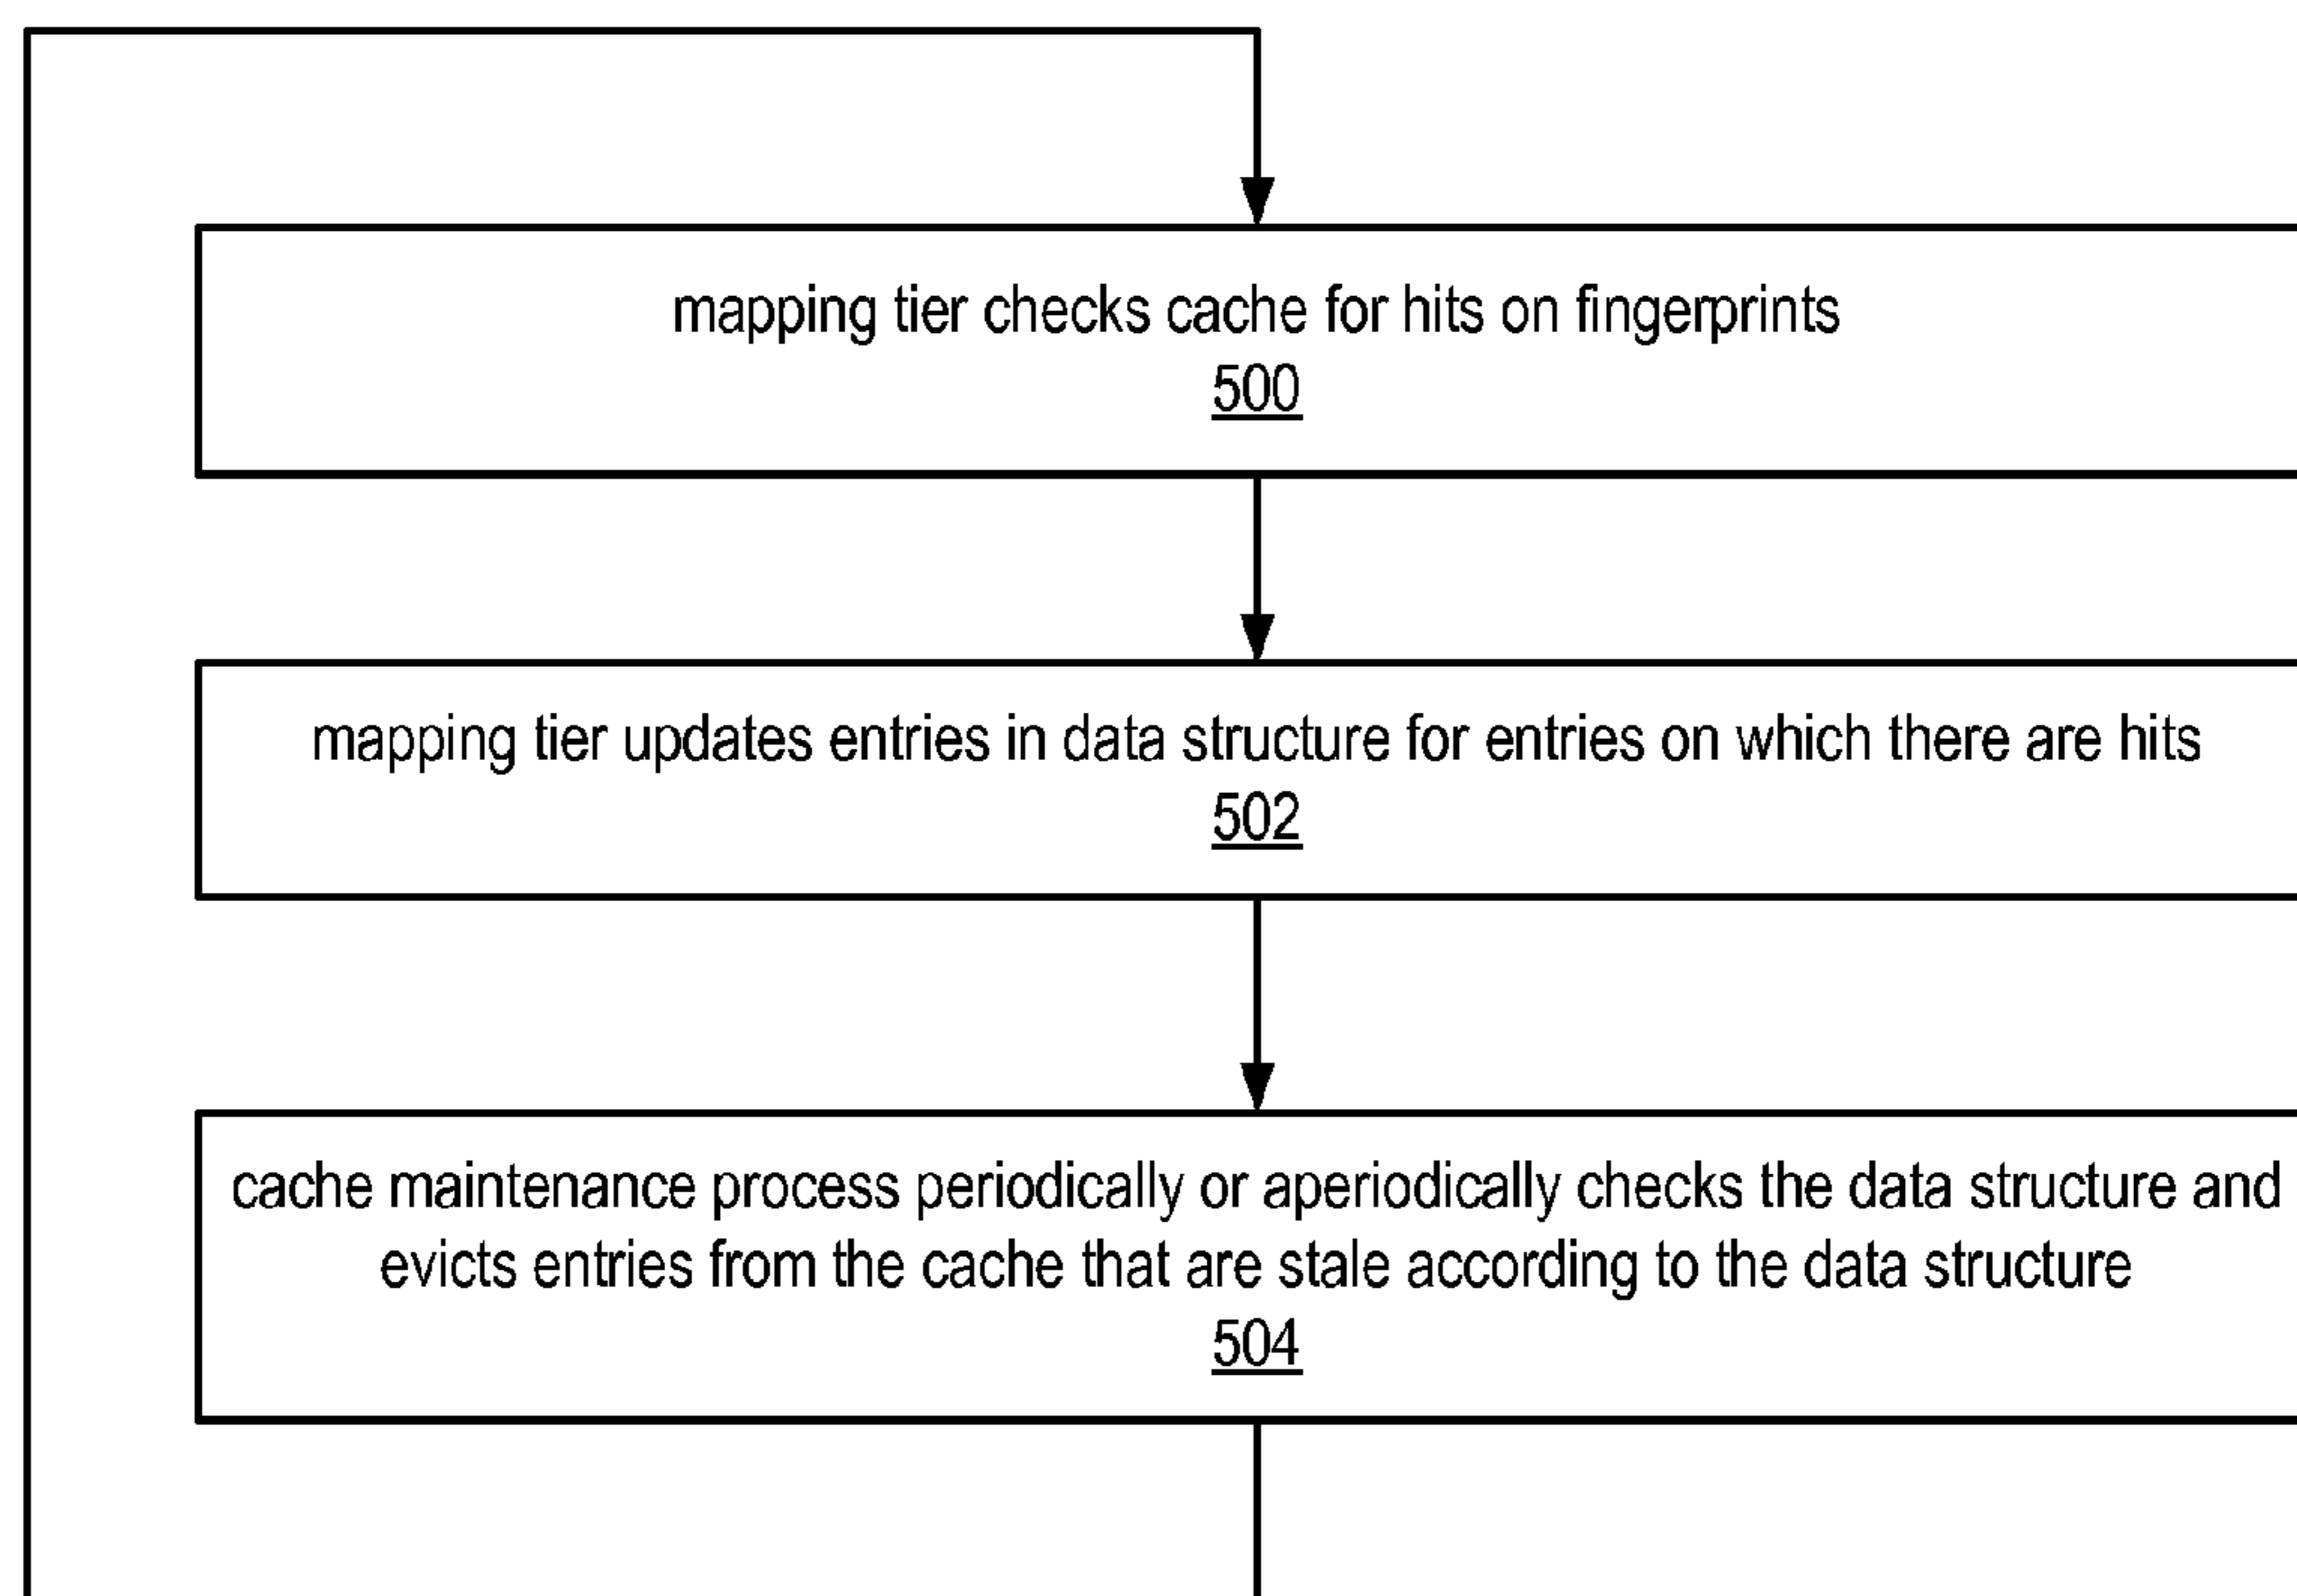 mapping tier checks cache for hits on fingerprints
500
mapping tier updates entries in data structure for entries on which there are hits
502
cache maintenance process periodically or aperiodically checks the data structure and
evicts entries from the cache that are stale according to the data structure
504